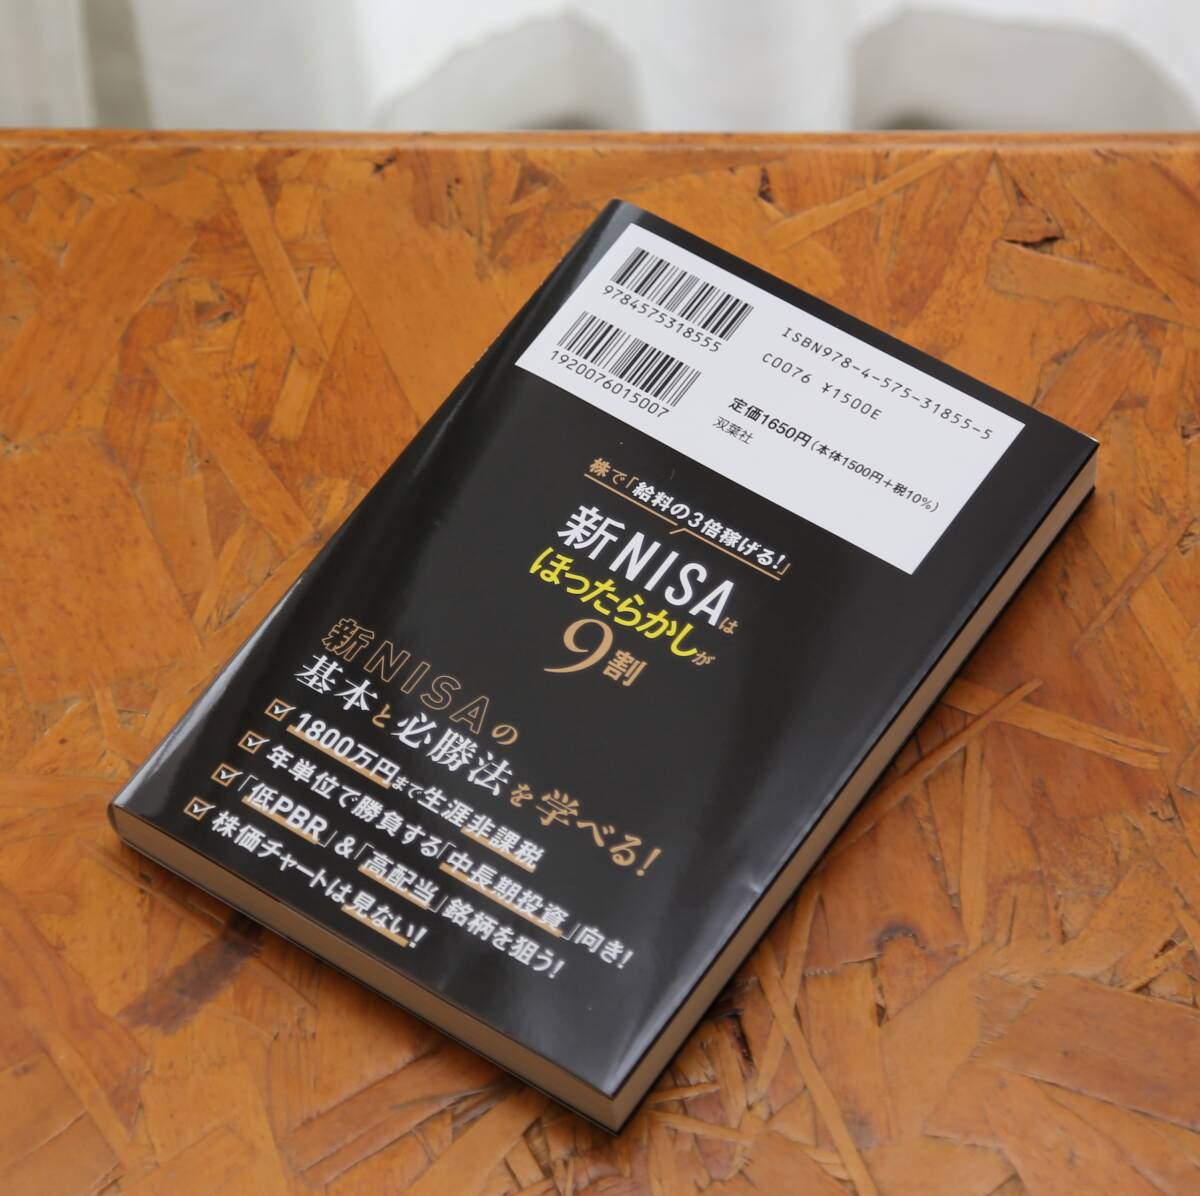 9784575318555
1920076015007
ISBN978-4-575-31855-5
C0076 ¥1500E
定価1650円(本体1500円+税10%)
双葉社
株で「給料の3倍稼げる!」
新NISAは
ほったらかしが
9割
新NISAの
基本と必勝法を学べる!
1800万円まで生涯非課税
年単位で勝負する「中長期投資」向き!
「低PBR」&「高配当」銘柄を狙う!
株価チャートは見ない!